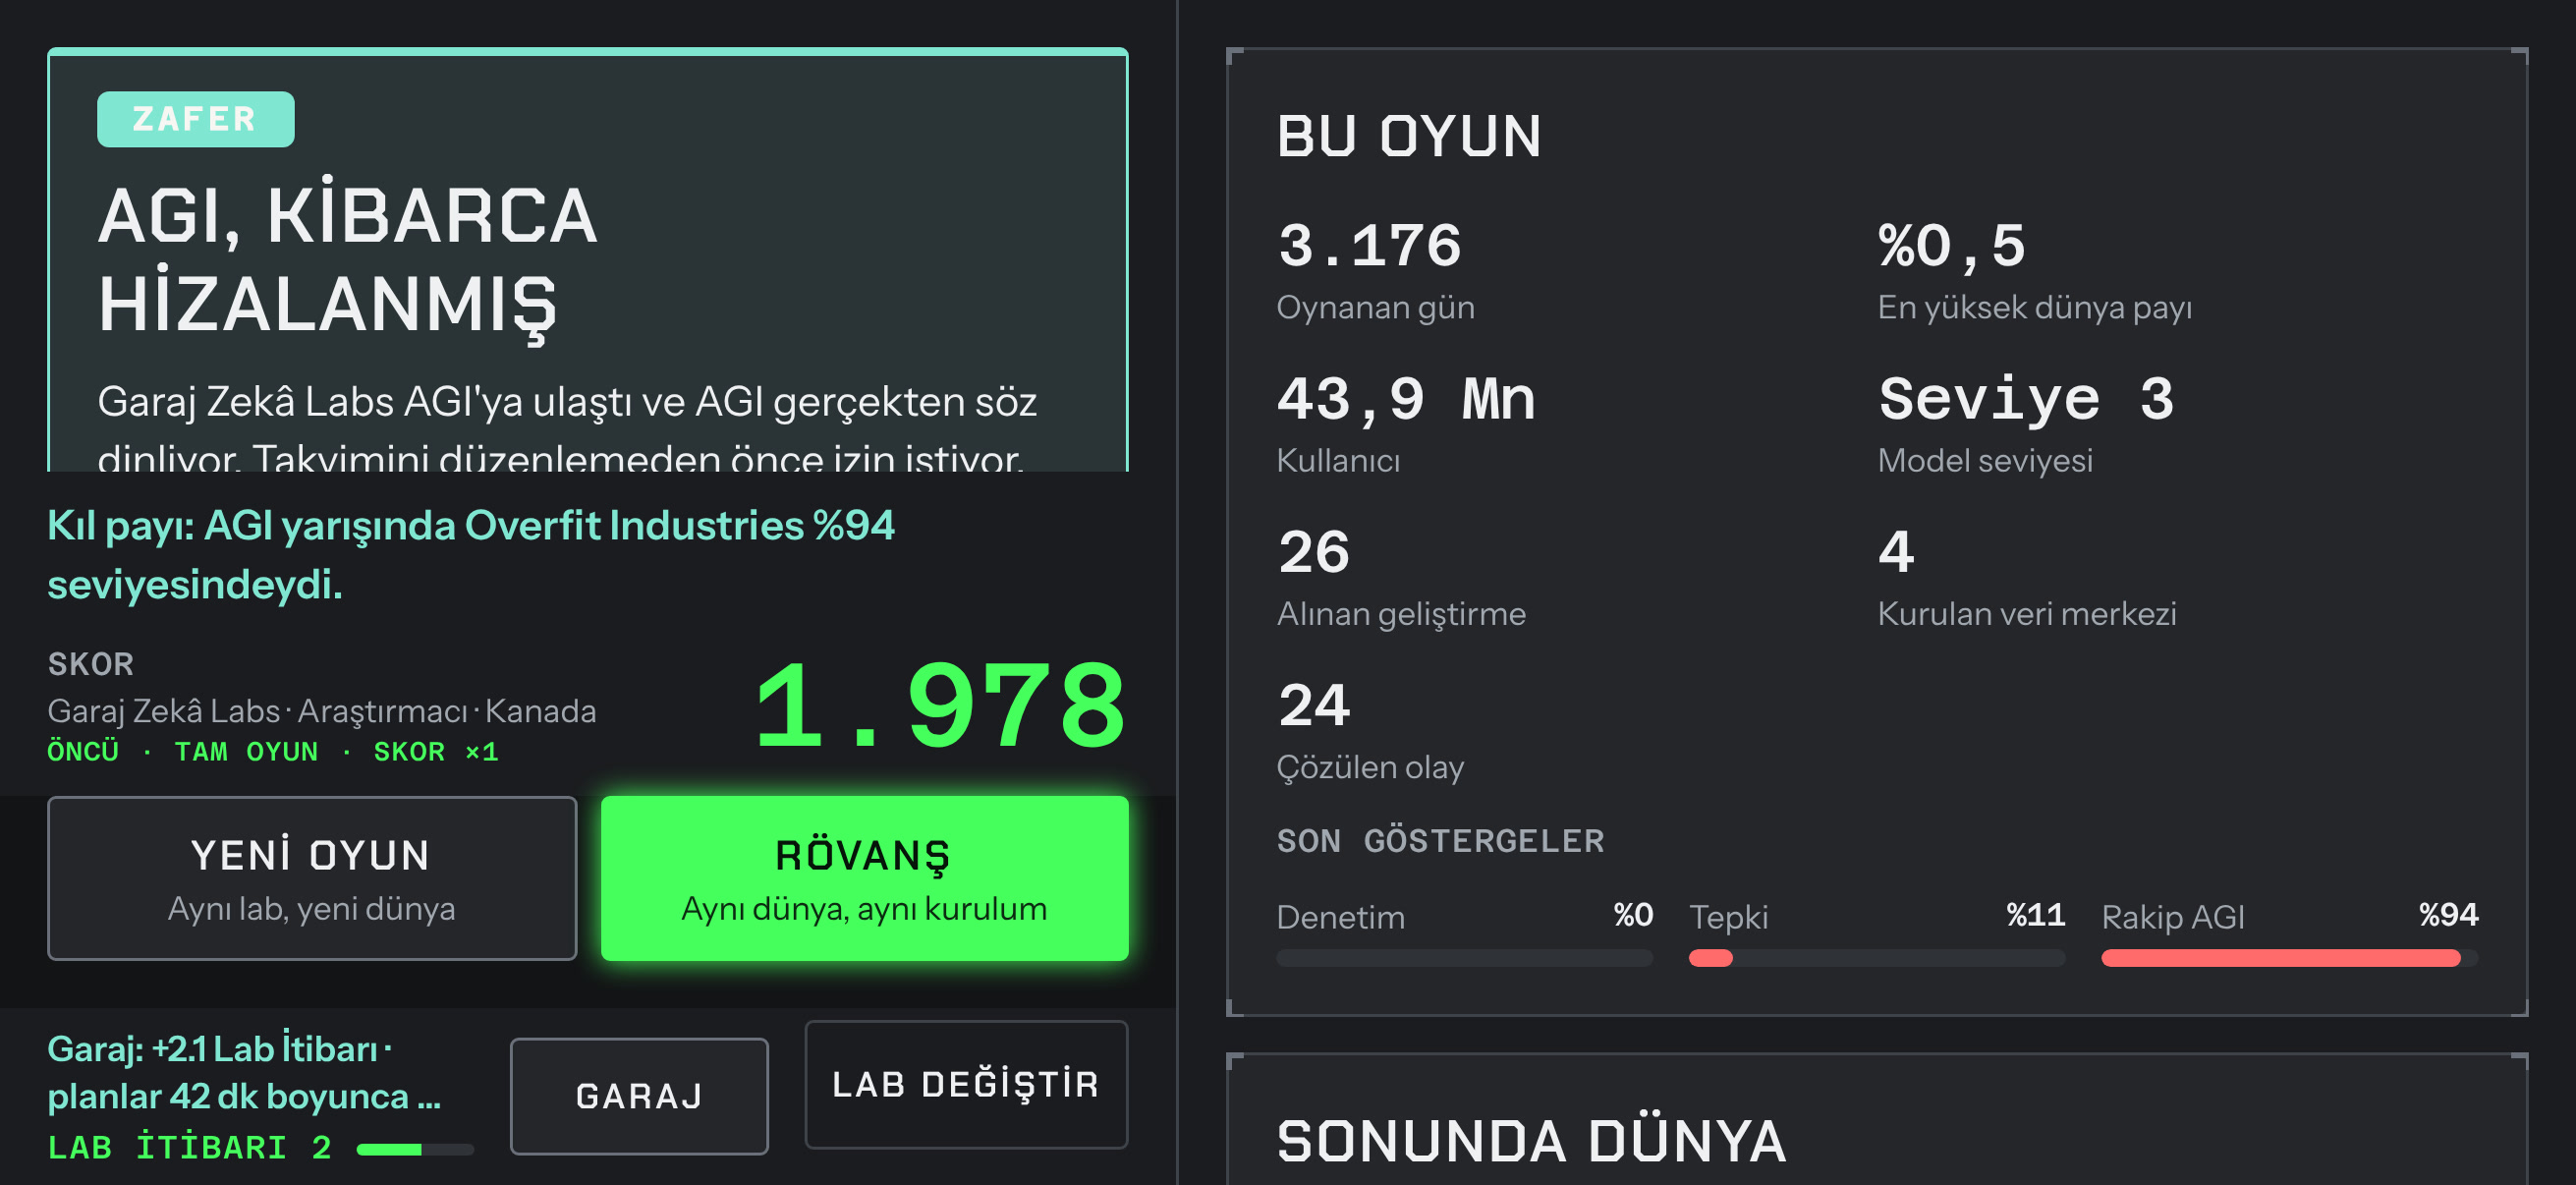 ZAFER
AGI, KİBARCA
HİZALANMIŞ
Garaj Zekâ Labs AGI'ya ulaştı ve AGI gerçekten söz
dinliyor. Takvimini düzenlemeden önce izin istiyor.
Kıl payı: AGI yarışında Overfit Industries %94
seviyesindeydi.
SKOR
Garaj Zekâ Labs · Araştırmacı · Kanada
ÖNCÜ · TAM OYUN · SKOR ×1
1.978
YENİ OYUN
Aynı lab, yeni dünya
RÖVANŞ
Aynı dünya, aynı kurulum
Garaj: +2.1 Lab İtibarı ·
planlar 42 dk boyunca ...
LAB İTİBARI 2
GARAJ
LAB DEĞİŞTİR
BU OYUN
3.176
Oynanan gün
%0,5
En yüksek dünya payı
43,9 Mn
Kullanıcı
Seviye 3
Model seviyesi
26
Alınan geliştirme
4
Kurulan veri merkezi
24
Çözülen olay
SON GÖSTERGELER
Denetim %0
Tepki %11
Rakip AGI %94
SONUNDA DÜNYA